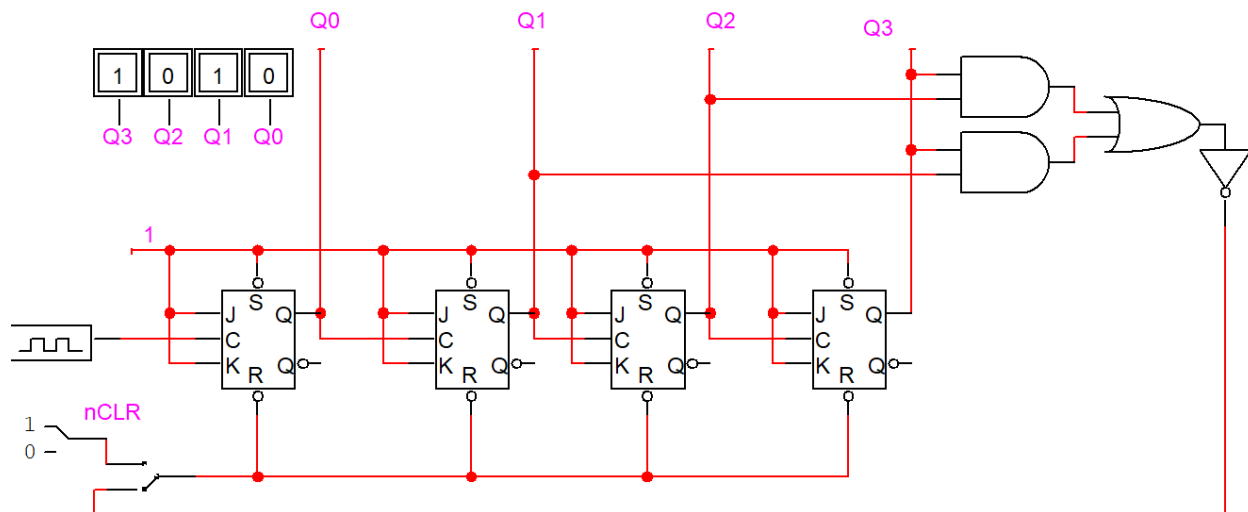 Q0 Q1 Q2 Q3
1 0 1 0
Q3 Q2 Q1 Q0
1
S S S S
J Q J Q J Q J Q
C C C C
K Q K Q K Q K Q
R R R R
nCLR
1
0